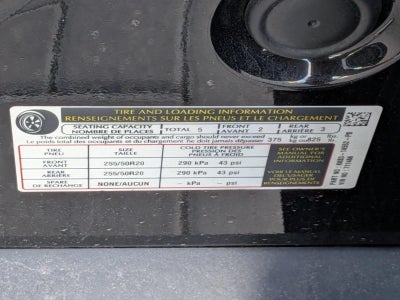 TIRE AND LOADING INFORMATION
RENSEIGNEMENTS SUR LES PNEUS ET LE CHARGEMENT
SEATING CAPACITY
NOMBRE DE PLACES
TOTAL 5
FRONT
AVANT 2
REAR
ARRIÈRE 3
The combined weight of occupants and cargo should never exceed
Le poids total des occupants et du chargement ne doit jamais dépasser
375 kg or 825 lbs.
kg ou lb.
TIRE
PNEU
SIZE
TAILLE
COLD TIRE PRESSURE
PRESSION DES
PNEUS À FROID
FRONT
AVANT
255/50R20
290 kPa 43 psi
REAR
ARRIÈRE
255/50R20
290 kPa 43 psi
SPARE
DE RECHANGE
NONE/AUCUN
– kPa – psi
SEE OWNER'S
MANUAL FOR
ADDITIONAL
INFORMATION
VOIR LE MANUEL
DE L'USAGER
POUR PLUS DE
RENSEIGNEMENTS